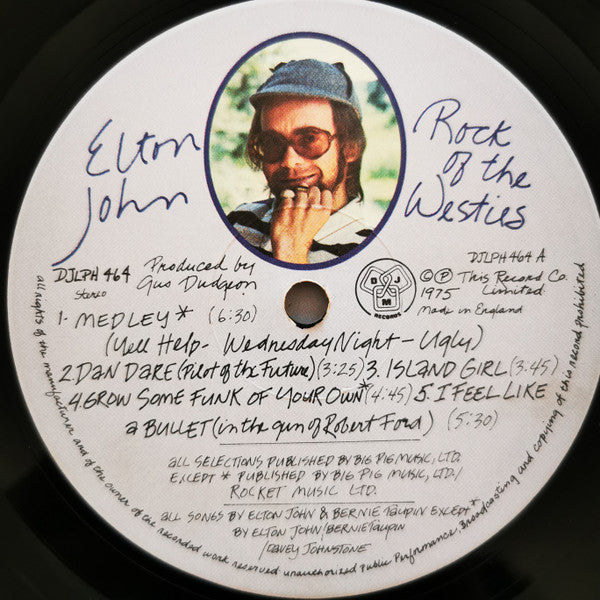 Elton
John
Rock
Of the
Westies
DJLPH 464
Stereo
Produced by
Gus Dudgeon
DJM
RECORDS
DJLPH 464 A
© ℗ This Record Co.
1975 Limited.
Made in England
1. MEDLEY* (6:30)
(Yell Help - Wednesday Night - Ugly)
2. DAN DARE (Pilot of the Future) (3:25) 3. ISLAND GIRL (3:45)
4. GROW SOME FUNK OF YOUR OWN* (4:45) 5. I FEEL LIKE
a BULLET (in the gun of Robert Ford) (5:30)
ALL SELECTIONS PUBLISHED BY BIG PIG MUSIC, LTD.
EXCEPT * PUBLISHED BY BIG PIG MUSIC, LTD./
ROCKET MUSIC LTD.
ALL SONGS BY ELTON JOHN & BERNIE TAUPIN EXCEPT*
BY ELTON JOHN/BERNIE TAUPIN
/DAVEY JOHNSTONE
all rights of the manufacturer and of the owner of the recorded work reserved unauthorized Public Performance, Broadcasting and copying of this record prohibited